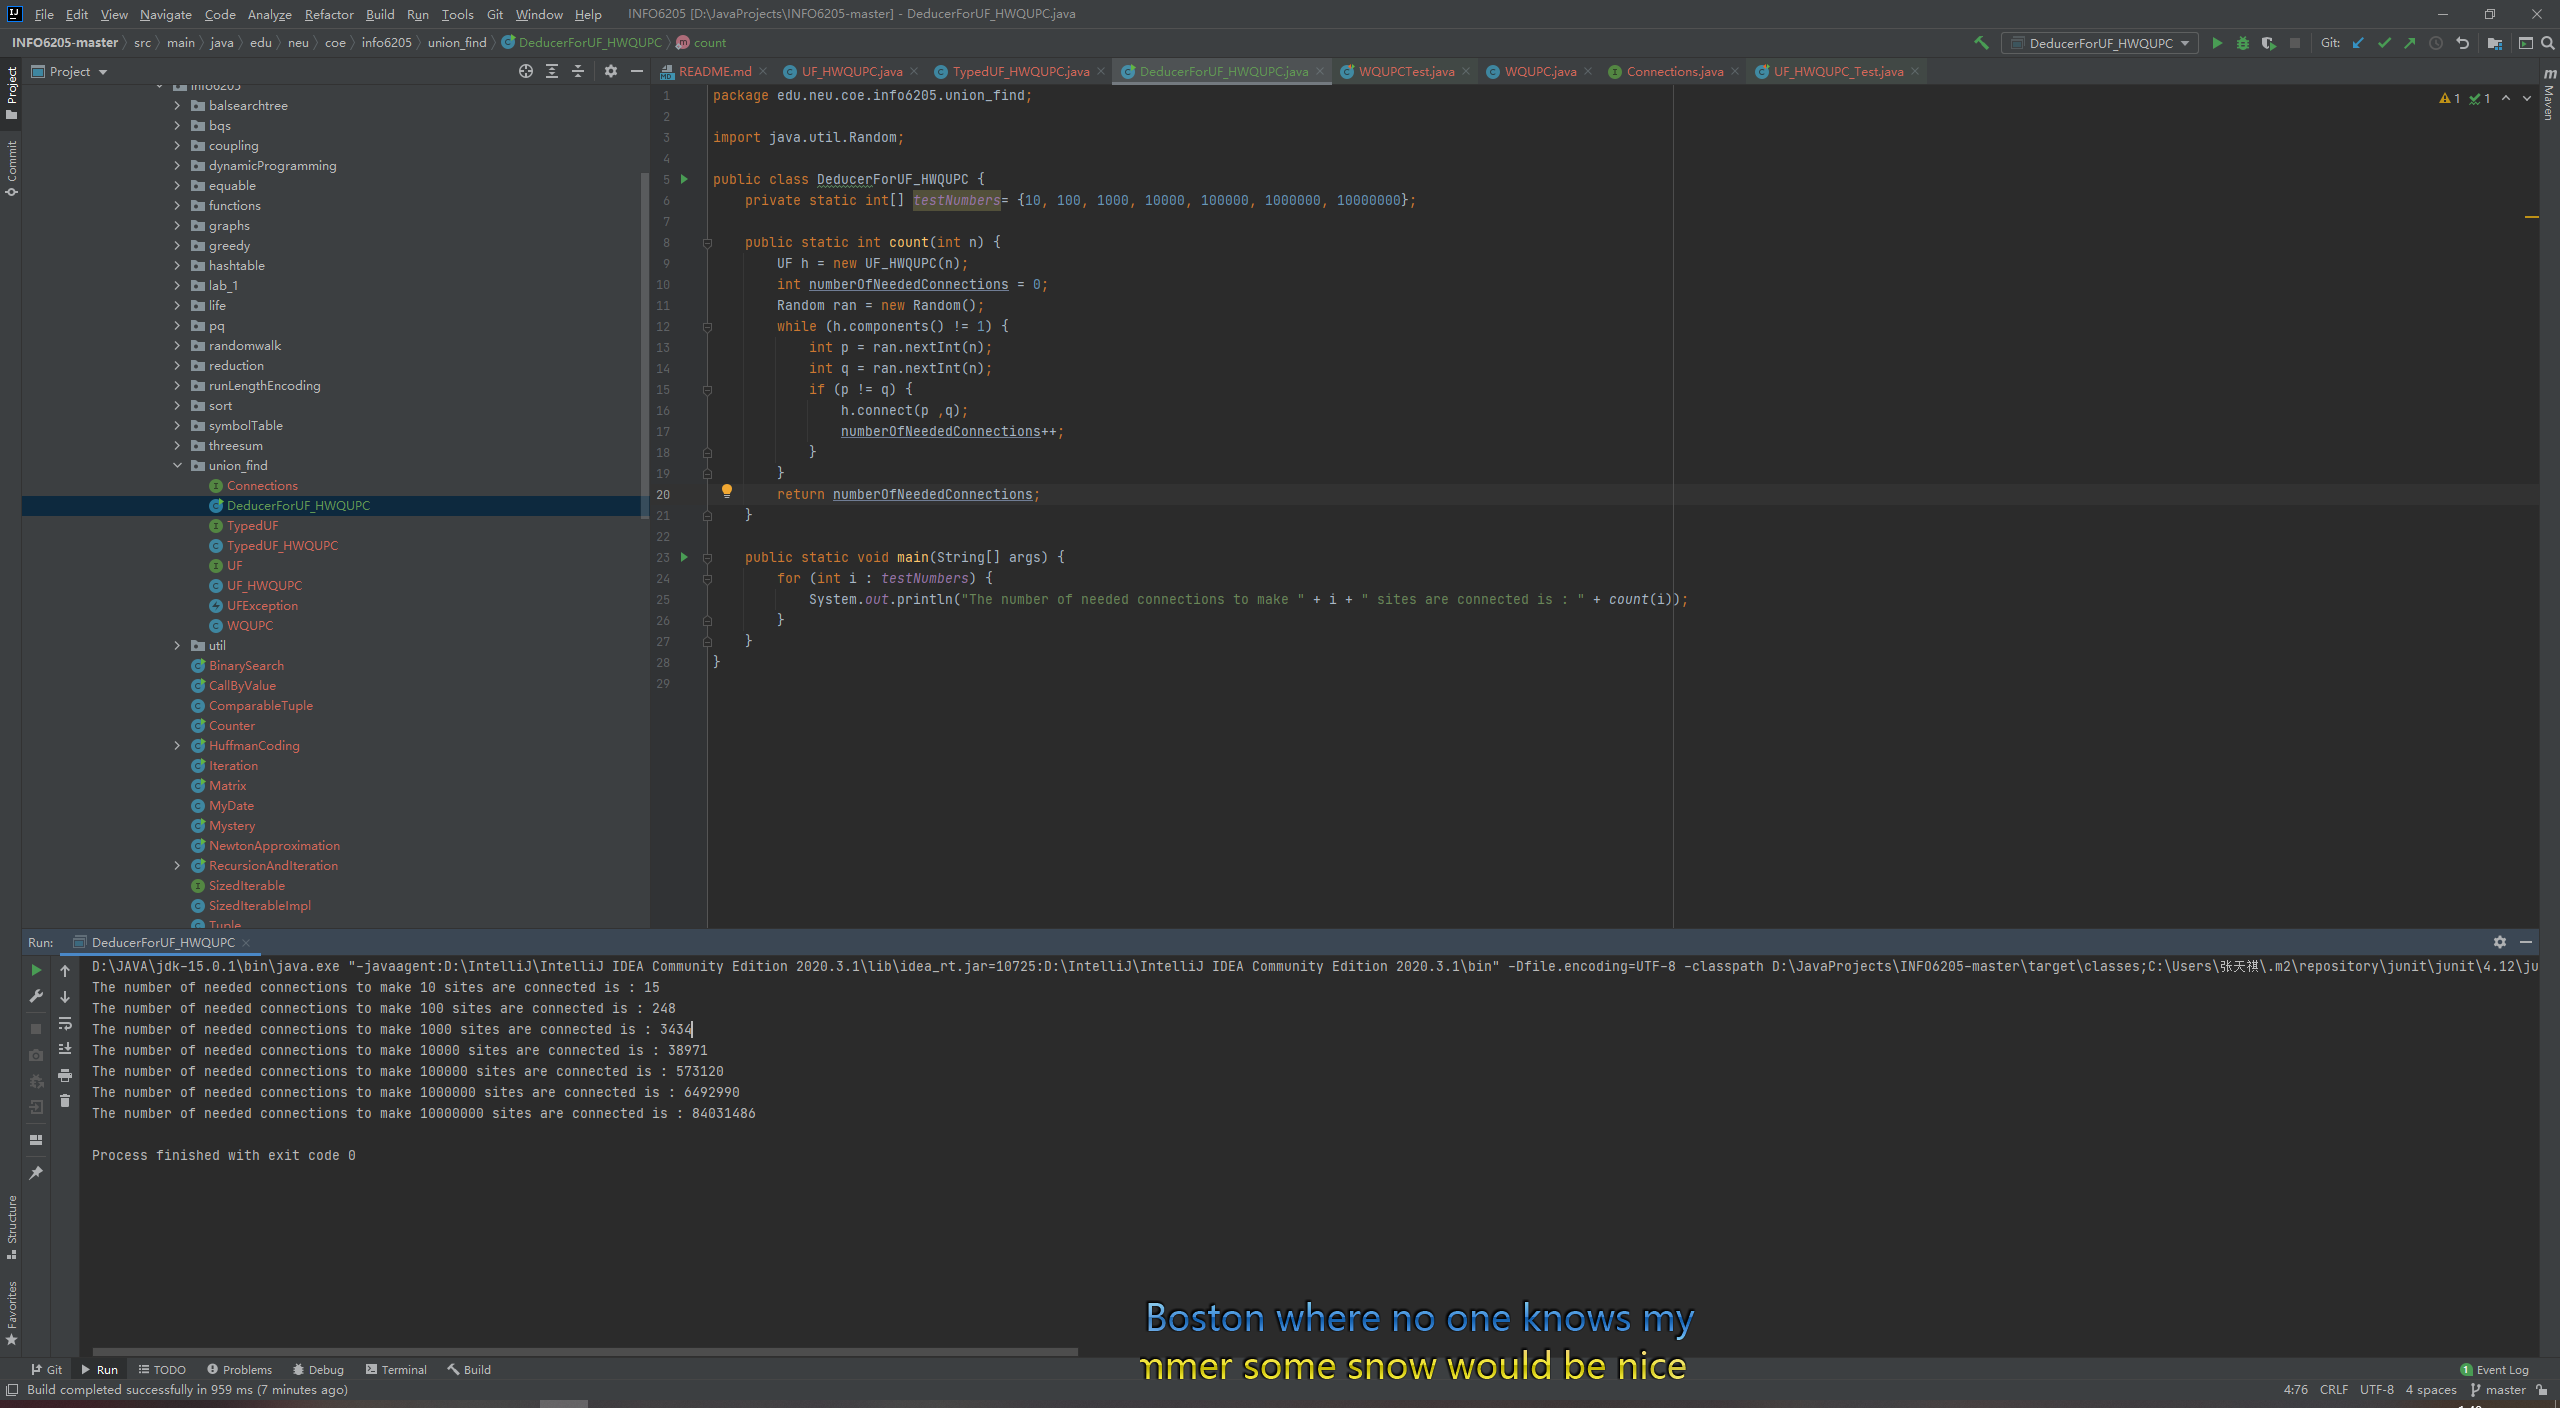 File Edit View Navigate Code Analyze Refactor Build Run Tools Git Window Help INFO6205 [D:\JavaProjects\INFO6205-master] - DeducerForUF_HWQUPC.java
INFO6205-master src main java edu neu coe info6205 union_find DeducerForUF_HWQUPC count DeducerForUF_HWQUPC Git:
Project
README.md UF_HWQUPC.java TypedUF_HWQUPC.java DeducerForUF_HWQUPC.java WQUPCTest.java WQUPC.java Connections.java UF_HWQUPC_Test.java
Project
Commit
Structure
Favorites
Maven
info6205
balsearchtree
bqs
coupling
dynamicProgramming
equable
functions
graphs
greedy
hashtable
lab_1
life
pq
randomwalk
reduction
runLengthEncoding
sort
symbolTable
threesum
union_find
Connections
DeducerForUF_HWQUPC
TypedUF
TypedUF_HWQUPC
UF
UF_HWQUPC
UFException
WQUPC
util
BinarySearch
CallByValue
ComparableTuple
Counter
HuffmanCoding
Iteration
Matrix
MyDate
Mystery
NewtonApproximation
RecursionAndIteration
SizedIterable
SizedIterableImpl
Tuple
1 package edu.neu.coe.info6205.union_find;
2
3 import java.util.Random;
4
5 public class DeducerForUF_HWQUPC {
6 private static int[] testNumbers= {10, 100, 1000, 10000, 100000, 1000000, 10000000};
7
8 public static int count(int n) {
9 UF h = new UF_HWQUPC(n);
10 int numberOfNeededConnections = 0;
11 Random ran = new Random();
12 while (h.components() != 1) {
13 int p = ran.nextInt(n);
14 int q = ran.nextInt(n);
15 if (p != q) {
16 h.connect(p ,q);
17 numberOfNeededConnections++;
18 }
19 }
20 return numberOfNeededConnections;
21 }
22
23 public static void main(String[] args) {
24 for (int i : testNumbers) {
25 System.out.println("The number of needed connections to make " + i + " sites are connected is : " + count(i));
26 }
27 }
28 }
29
1 1
Run: DeducerForUF_HWQUPC
D:\JAVA\jdk-15.0.1\bin\java.exe "-javaagent:D:\IntelliJ\IntelliJ IDEA Community Edition 2020.3.1\lib\idea_rt.jar=10725:D:\IntelliJ\IntelliJ IDEA Community Edition 2020.3.1\bin" -Dfile.encoding=UTF-8 -classpath D:\JavaProjects\INFO6205-master\target\classes;C:\Users\张天祺\.m2\repository\junit\junit\4.12\ju
The number of needed connections to make 10 sites are connected is : 15
The number of needed connections to make 100 sites are connected is : 248
The number of needed connections to make 1000 sites are connected is : 3434
The number of needed connections to make 10000 sites are connected is : 38971
The number of needed connections to make 100000 sites are connected is : 573120
The number of needed connections to make 1000000 sites are connected is : 6492990
The number of needed connections to make 10000000 sites are connected is : 84031486
Process finished with exit code 0
Boston where no one knows my
mmer some snow would be nice
Git Run TODO Problems Debug Terminal Build 1 Event Log
Build completed successfully in 959 ms (7 minutes ago) 4:76 CRLF UTF-8 4 spaces master